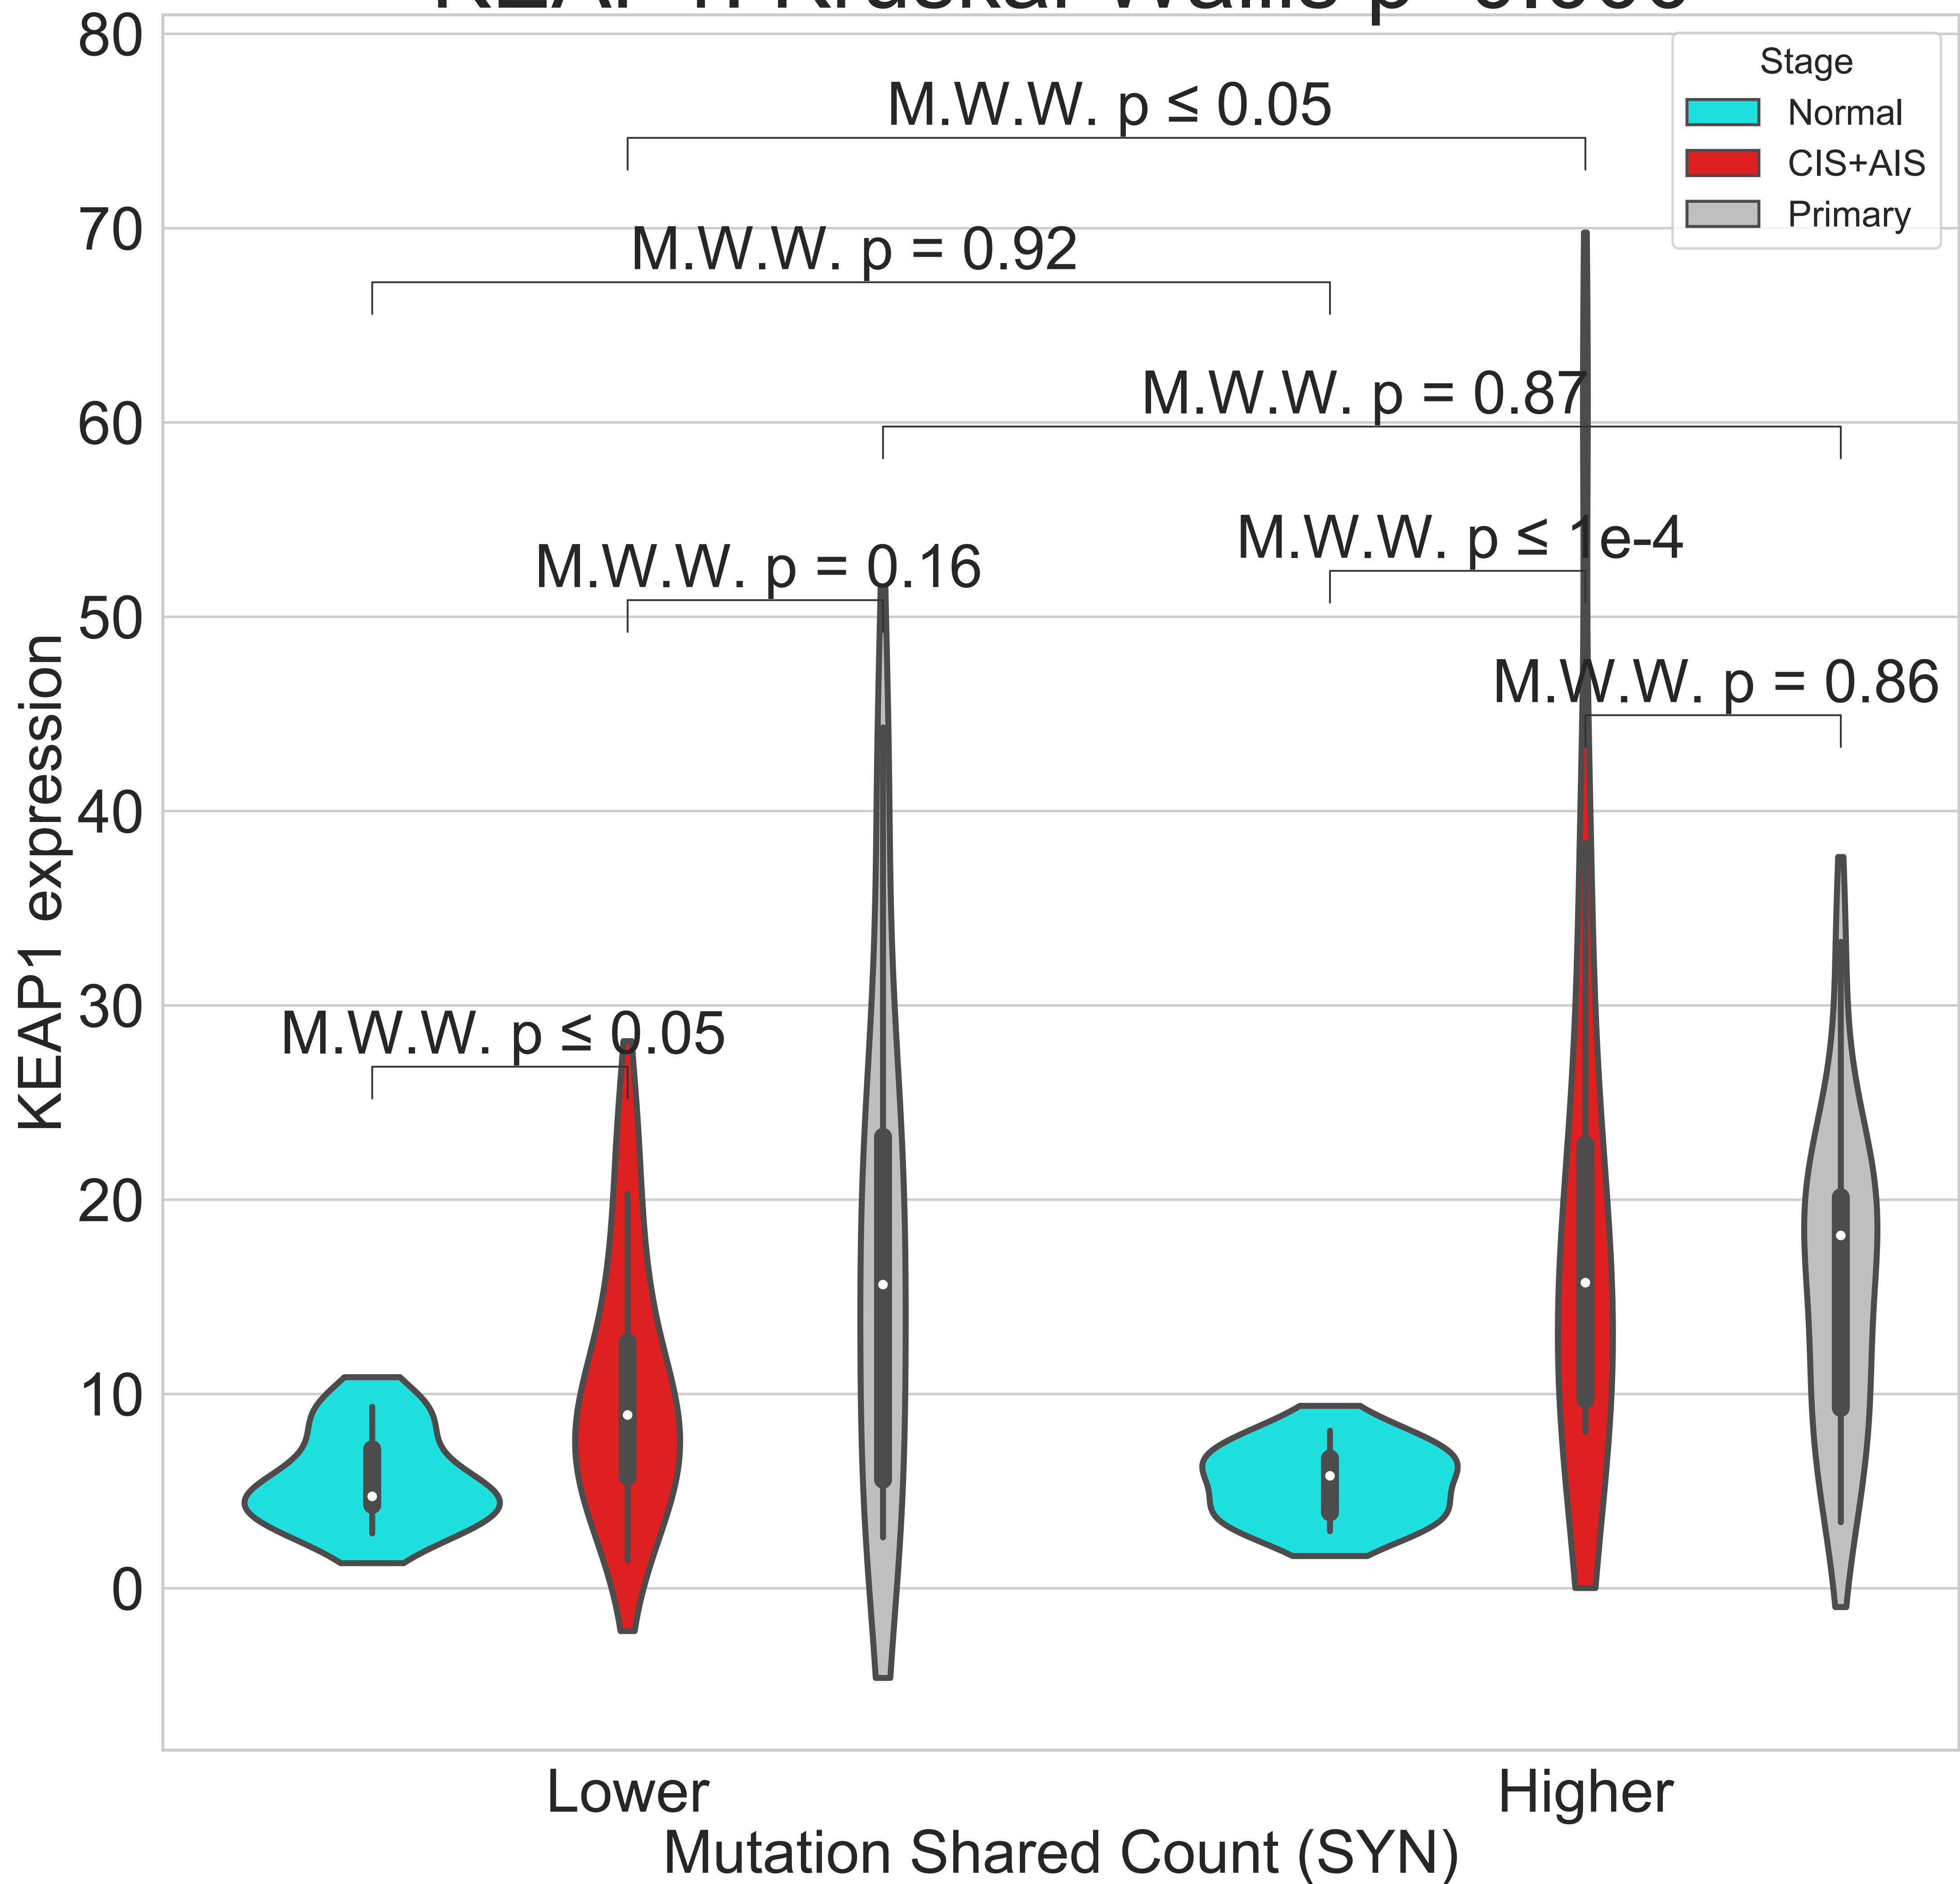 80
70
60
50
40
30
20
10
0
KEAP1 expression
Stage
Normal
CIS+AIS
Primary
M.W.W. p ≤ 0.05
M.W.W. p = 0.92
M.W.W. p = 0.87
M.W.W. p ≤ 1e-4
M.W.W. p = 0.16
M.W.W. p = 0.86
M.W.W. p ≤ 0.05
Lower
Higher
Mutation Shared Count (SYN)